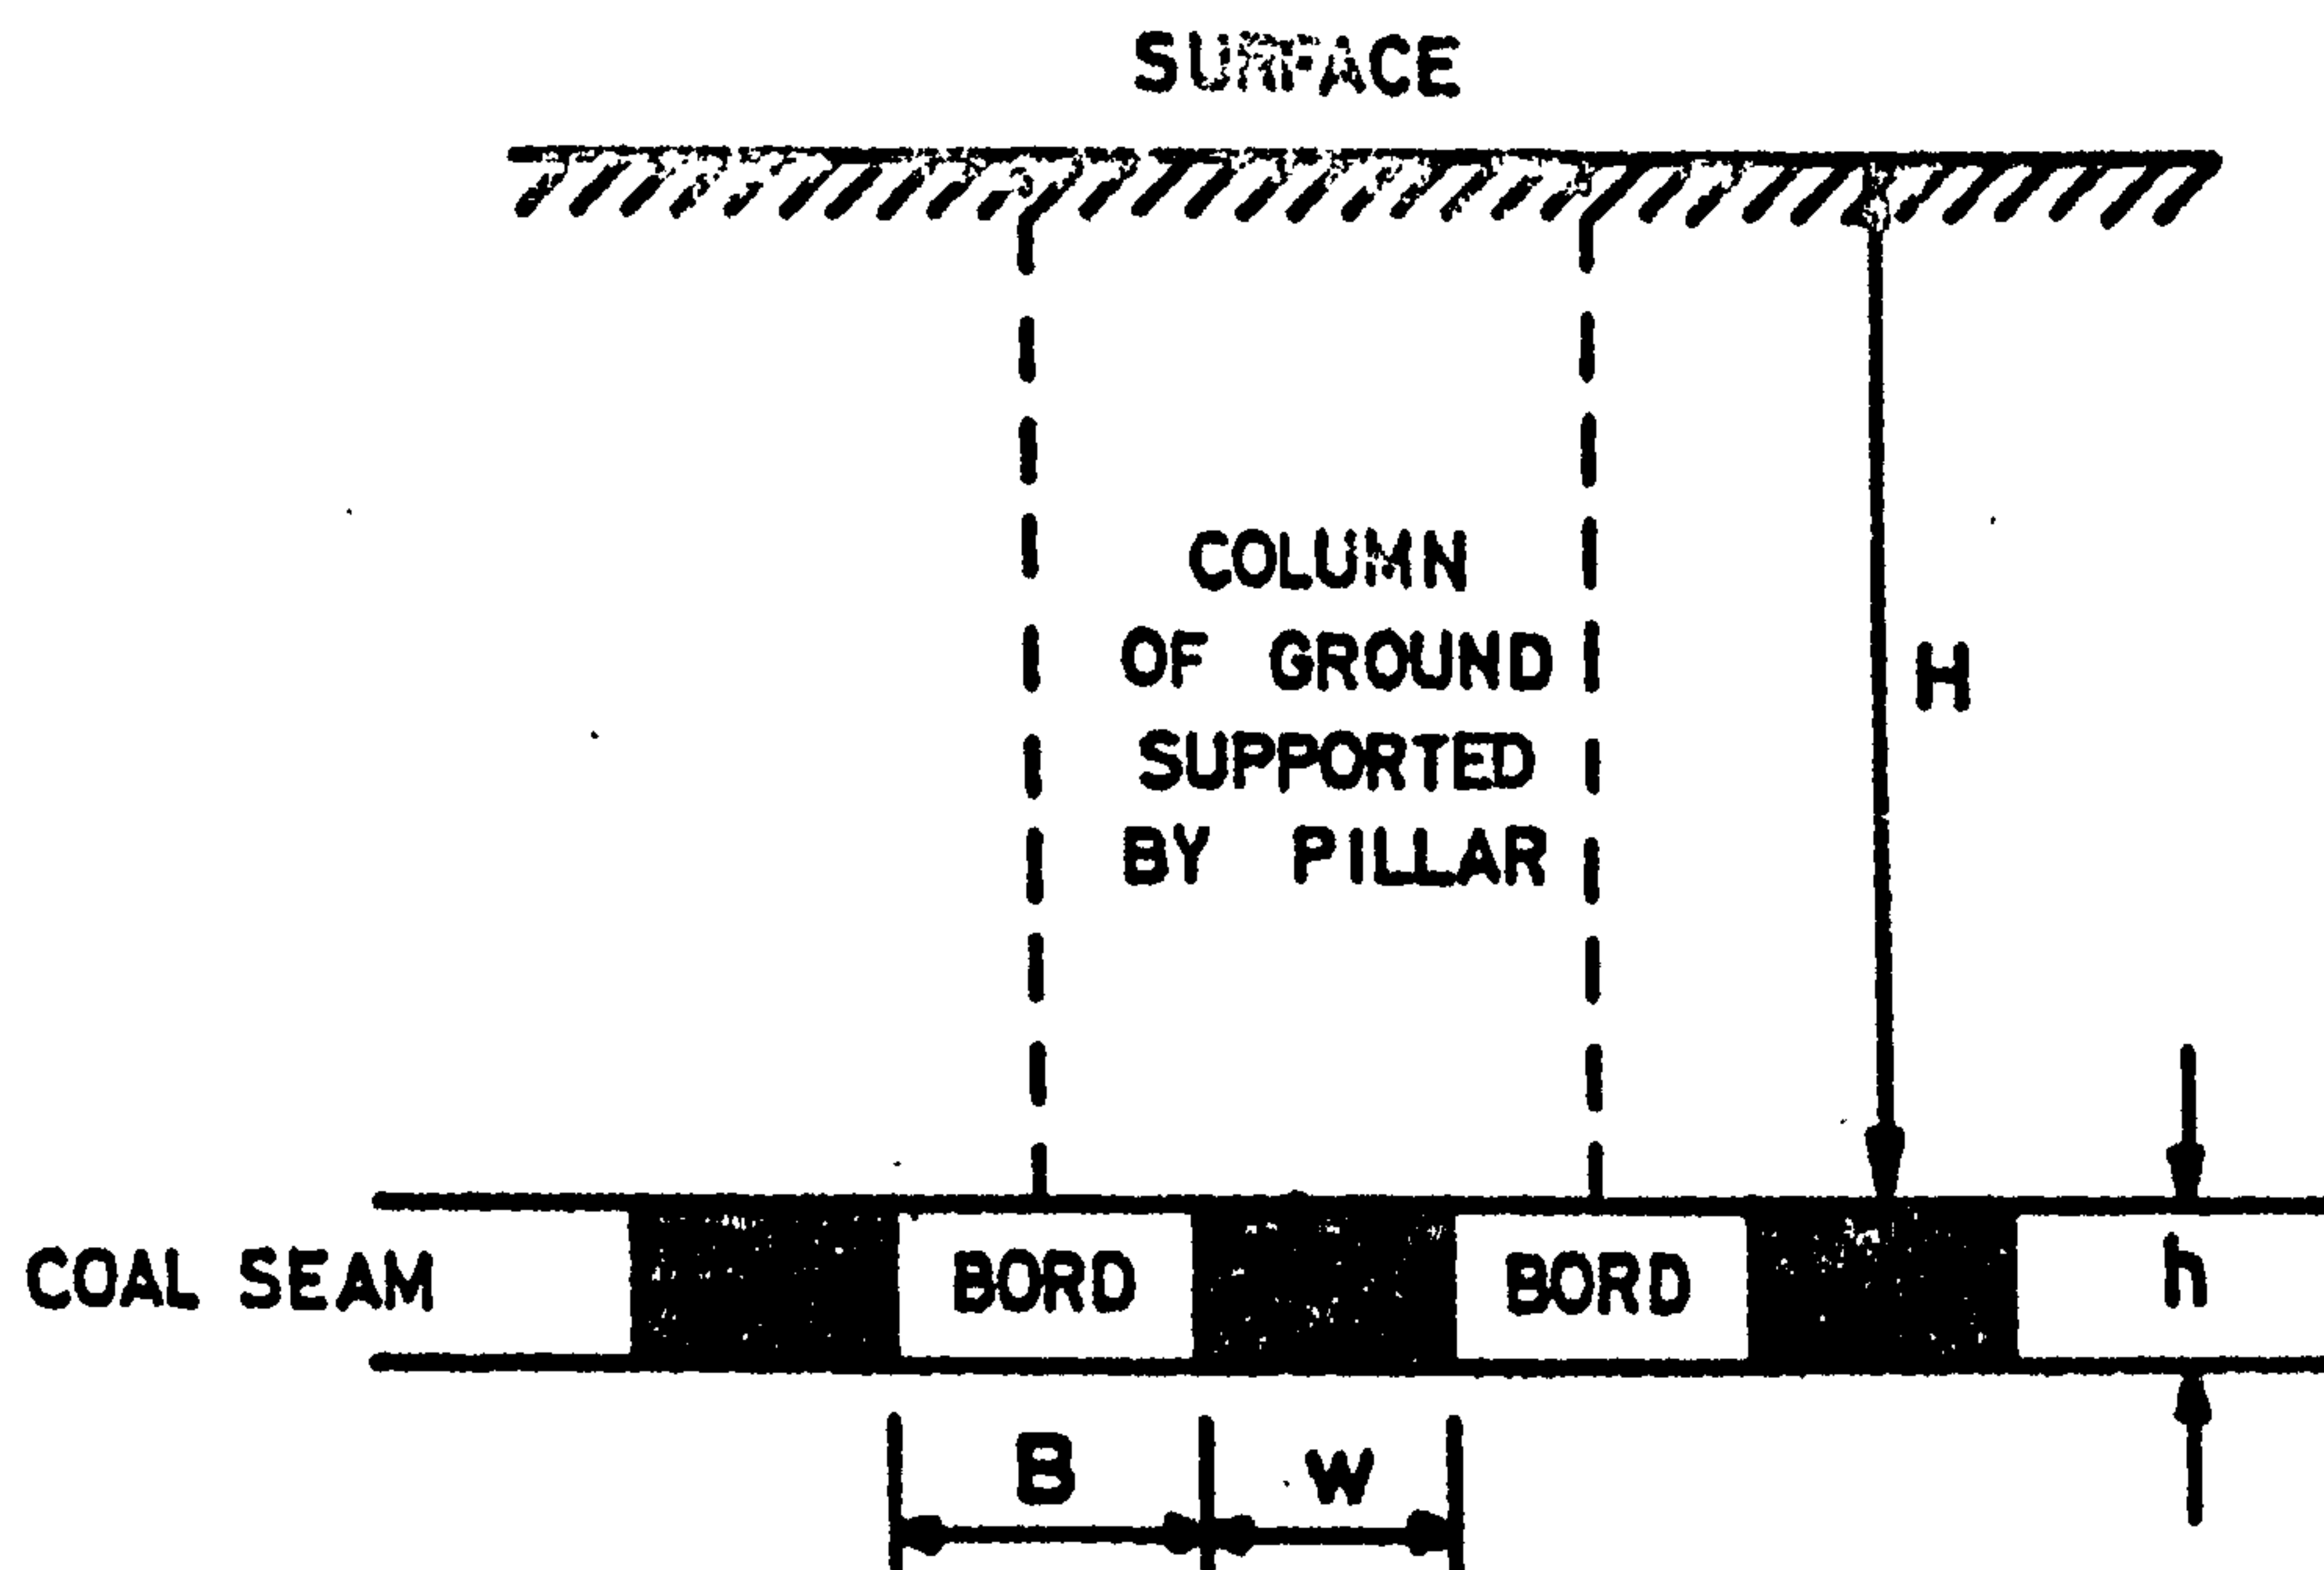 SURFACE
COLUMN
OF GROUND
SUPPORTED
BY PILLAR
H
COAL SEAM
BORD
BORD
h
B
W